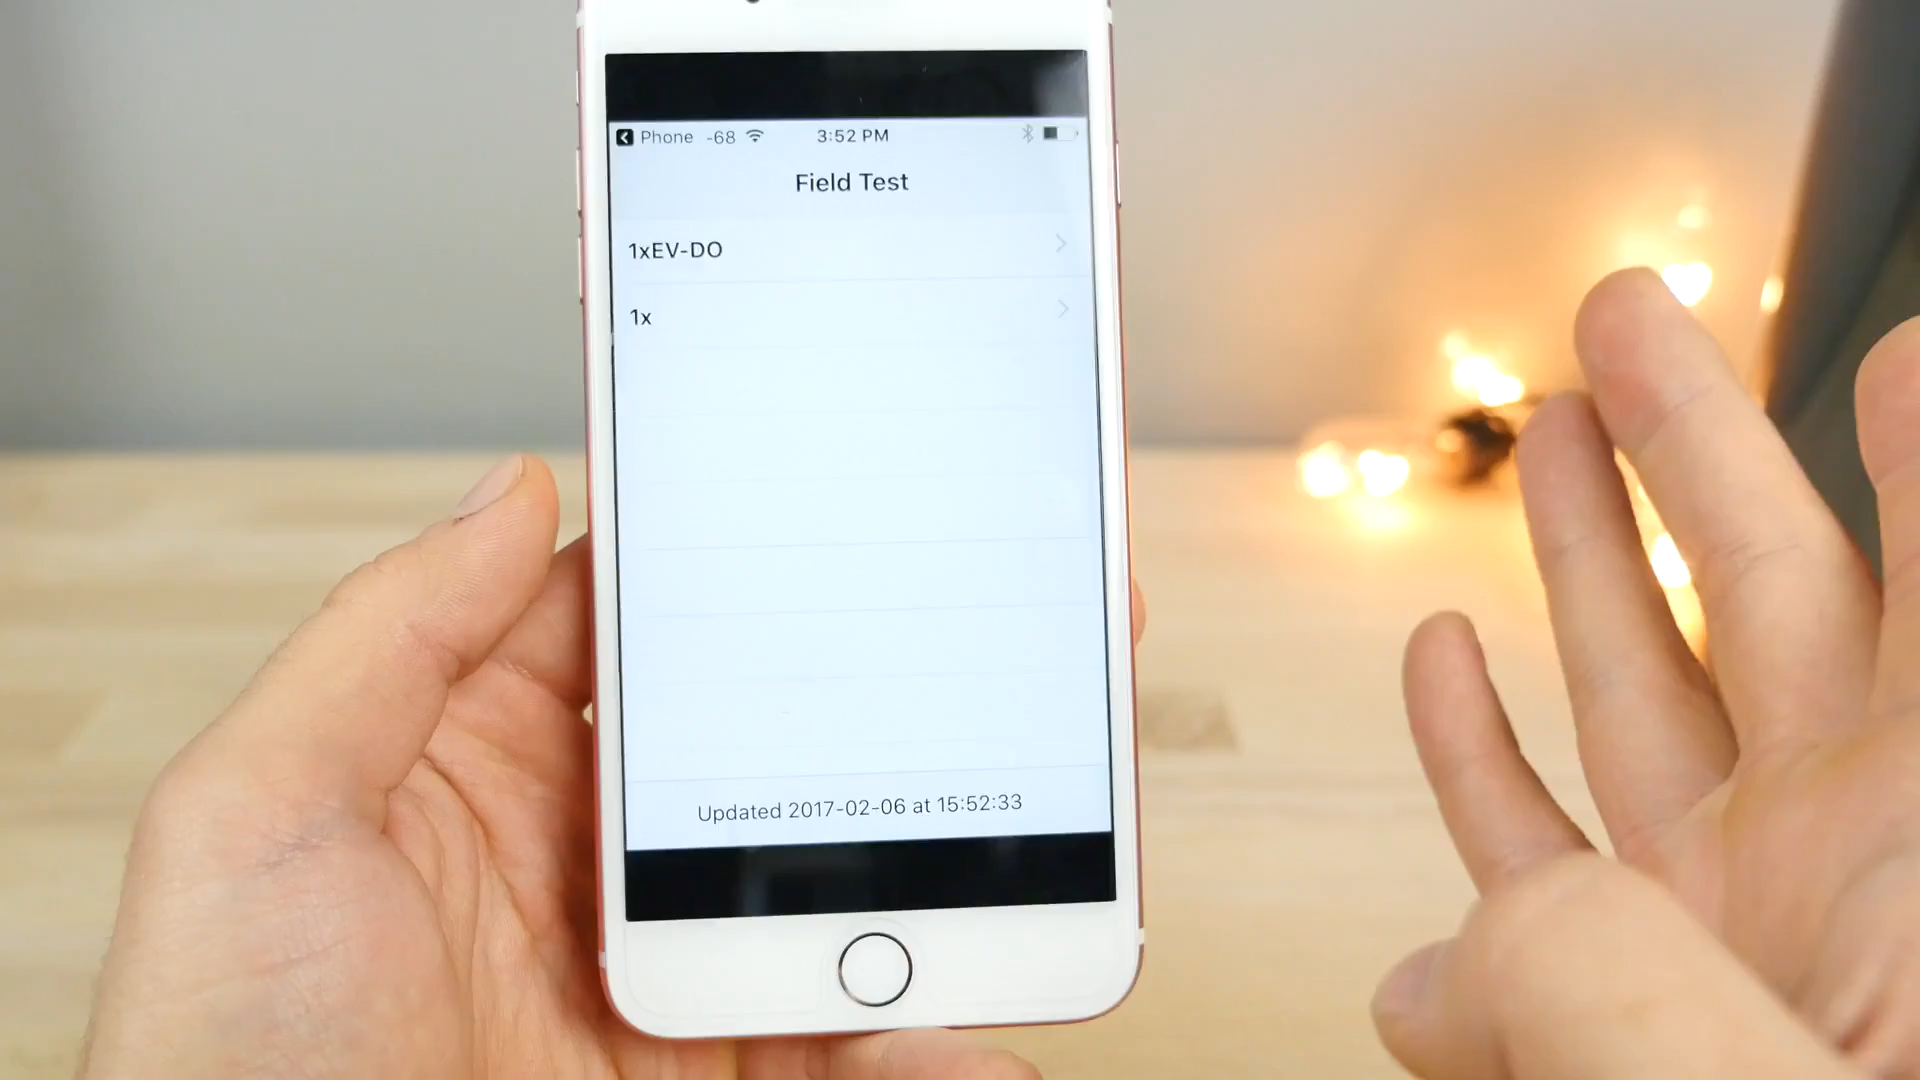 Phone -68 3:52 PM
Field Test
1xEV-DO
1x
Updated 2017-02-06 at 15:52:33